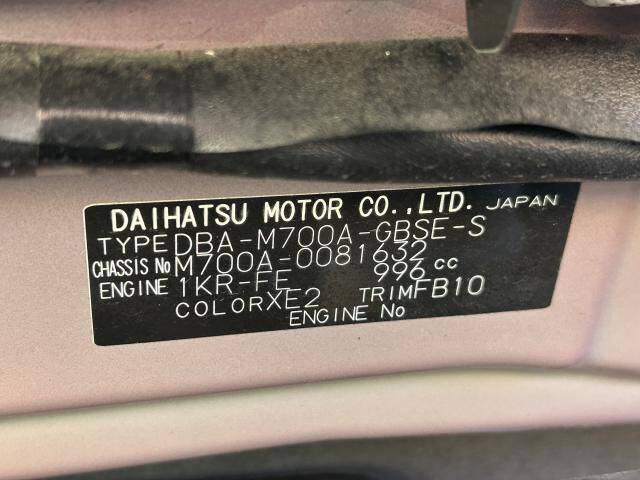 DAIHATSU MOTOR CO.,LTD. JAPAN
TYPE DBA-M700A-GBSE-S
CHASSIS No M700A-0081632
ENGINE 1KR-FE 996 cc
COLOR XE2 TRIM FB10
ENGINE No